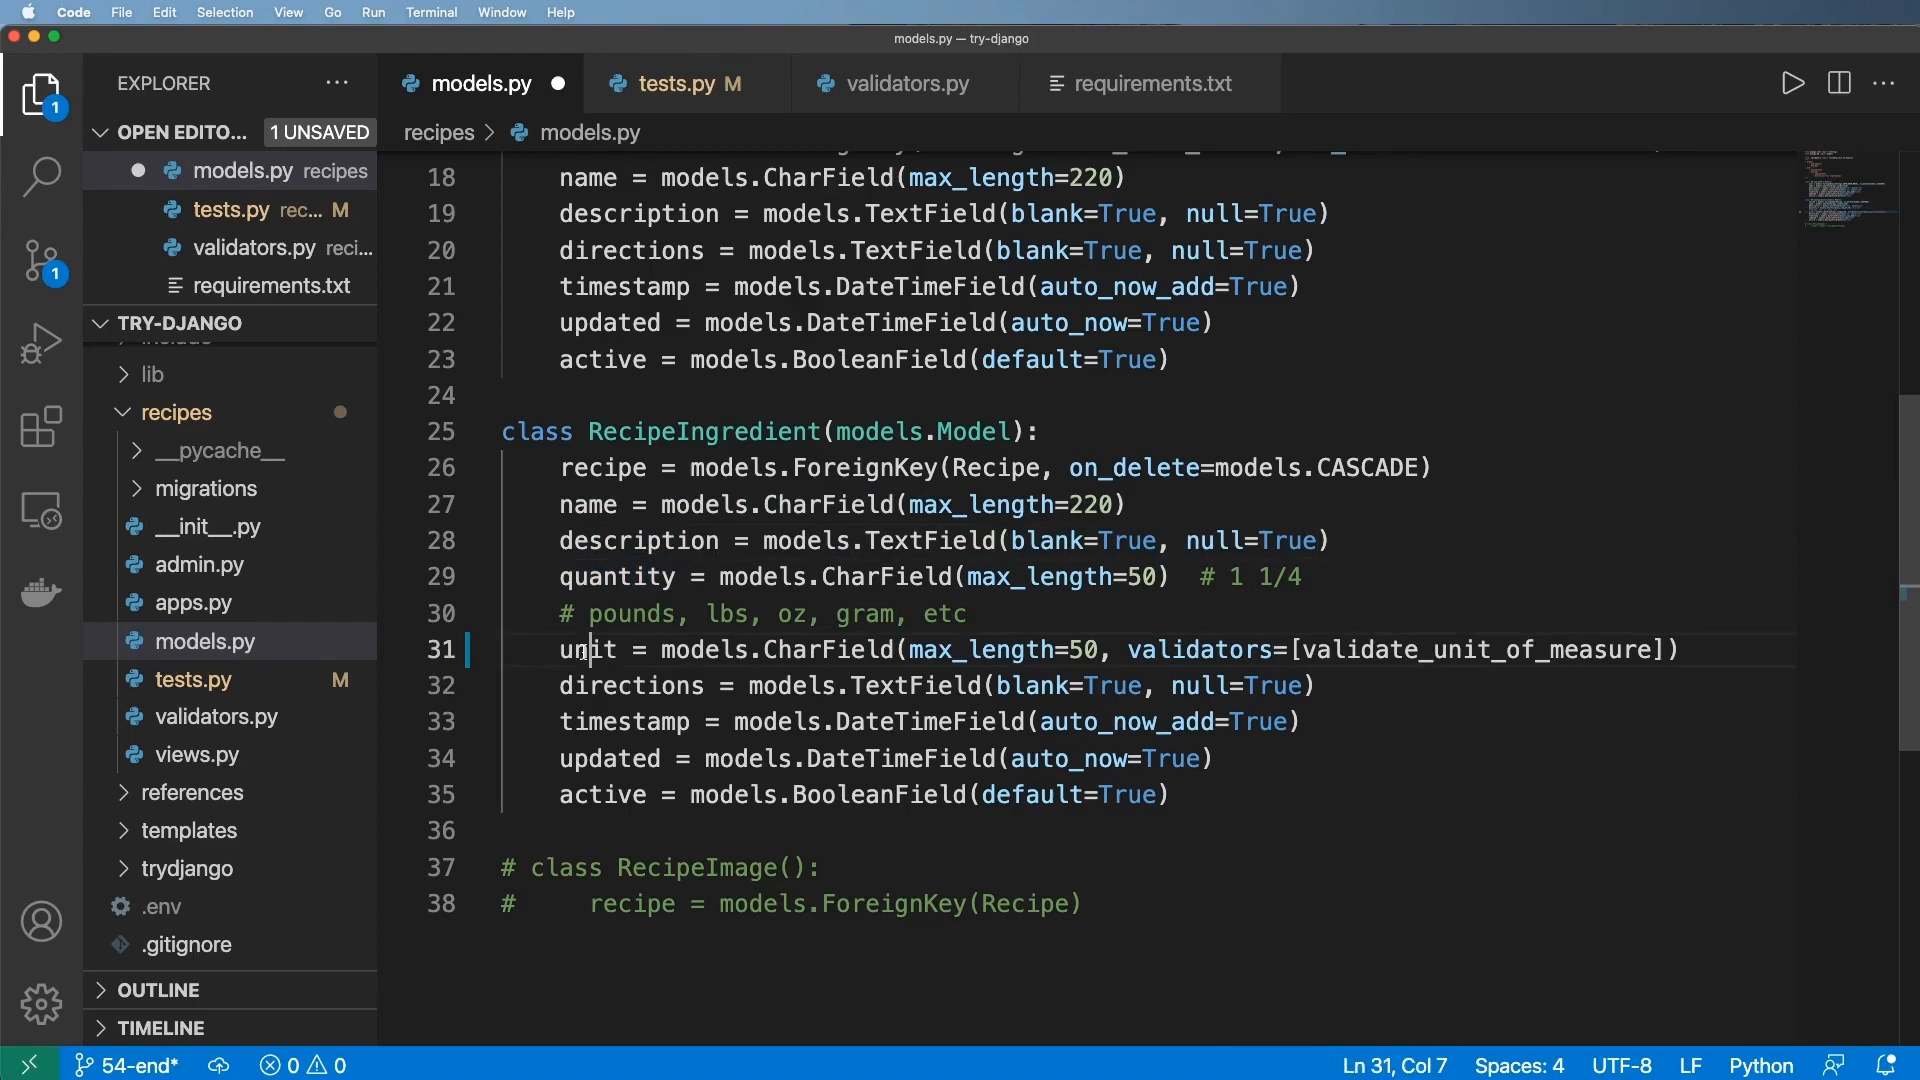 Code File Edit Selection View Go Run Terminal Window Help
models.py — try-django
EXPLORER
models.py
tests.py M
validators.py
requirements.txt
OPEN EDITO... 1 UNSAVED
recipes > models.py
models.py recipes
tests.py rec... M
validators.py reci...
requirements.txt
TRY-DJANGO
include
lib
recipes
__pycache__
migrations
__init__.py
admin.py
apps.py
models.py
tests.py M
validators.py
views.py
references
templates
trydjango
.env
.gitignore
OUTLINE
TIMELINE
1
1
18 name = models.CharField(max_length=220)
19 description = models.TextField(blank=True, null=True)
20 directions = models.TextField(blank=True, null=True)
21 timestamp = models.DateTimeField(auto_now_add=True)
22 updated = models.DateTimeField(auto_now=True)
23 active = models.BooleanField(default=True)
24
25 class RecipeIngredient(models.Model):
26 recipe = models.ForeignKey(Recipe, on_delete=models.CASCADE)
27 name = models.CharField(max_length=220)
28 description = models.TextField(blank=True, null=True)
29 quantity = models.CharField(max_length=50) # 1 1/4
30 # pounds, lbs, oz, gram, etc
31 unit = models.CharField(max_length=50, validators=[validate_unit_of_measure])
32 directions = models.TextField(blank=True, null=True)
33 timestamp = models.DateTimeField(auto_now_add=True)
34 updated = models.DateTimeField(auto_now=True)
35 active = models.BooleanField(default=True)
36
37 # class RecipeImage():
38 # recipe = models.ForeignKey(Recipe)
54-end* 0 0 Ln 31, Col 7 Spaces: 4 UTF-8 LF Python